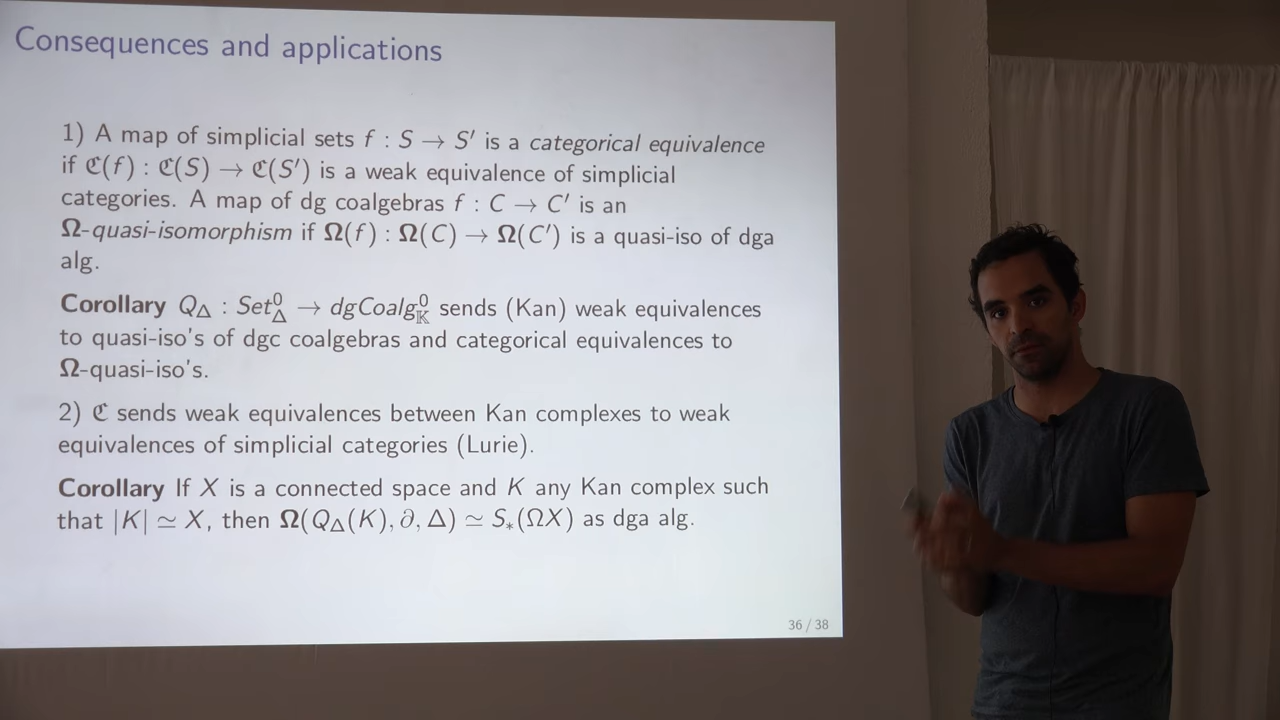 Consequences and applications
1) A map of simplicial sets f : S → S′ is a categorical equivalence
if ℭ(f) : ℭ(S) → ℭ(S′) is a weak equivalence of simplicial
categories. A map of dg coalgebras f : C → C′ is an
Ω-quasi-isomorphism if Ω(f) : Ω(C) → Ω(C′) is a quasi-iso of dga
alg.
Corollary Q_Δ : Set_Δ^0 → dgCoalg_𝕂^0 sends (Kan) weak equivalences
to quasi-iso's of dgc coalgebras and categorical equivalences to
Ω-quasi-iso's.
2) ℭ sends weak equivalences between Kan complexes to weak
equivalences of simplicial categories (Lurie).
Corollary If X is a connected space and K any Kan complex such
that |K| ≃ X, then Ω(Q_Δ(K), ∂, Δ) ≃ S_*(ΩX) as dga alg.
36 / 38